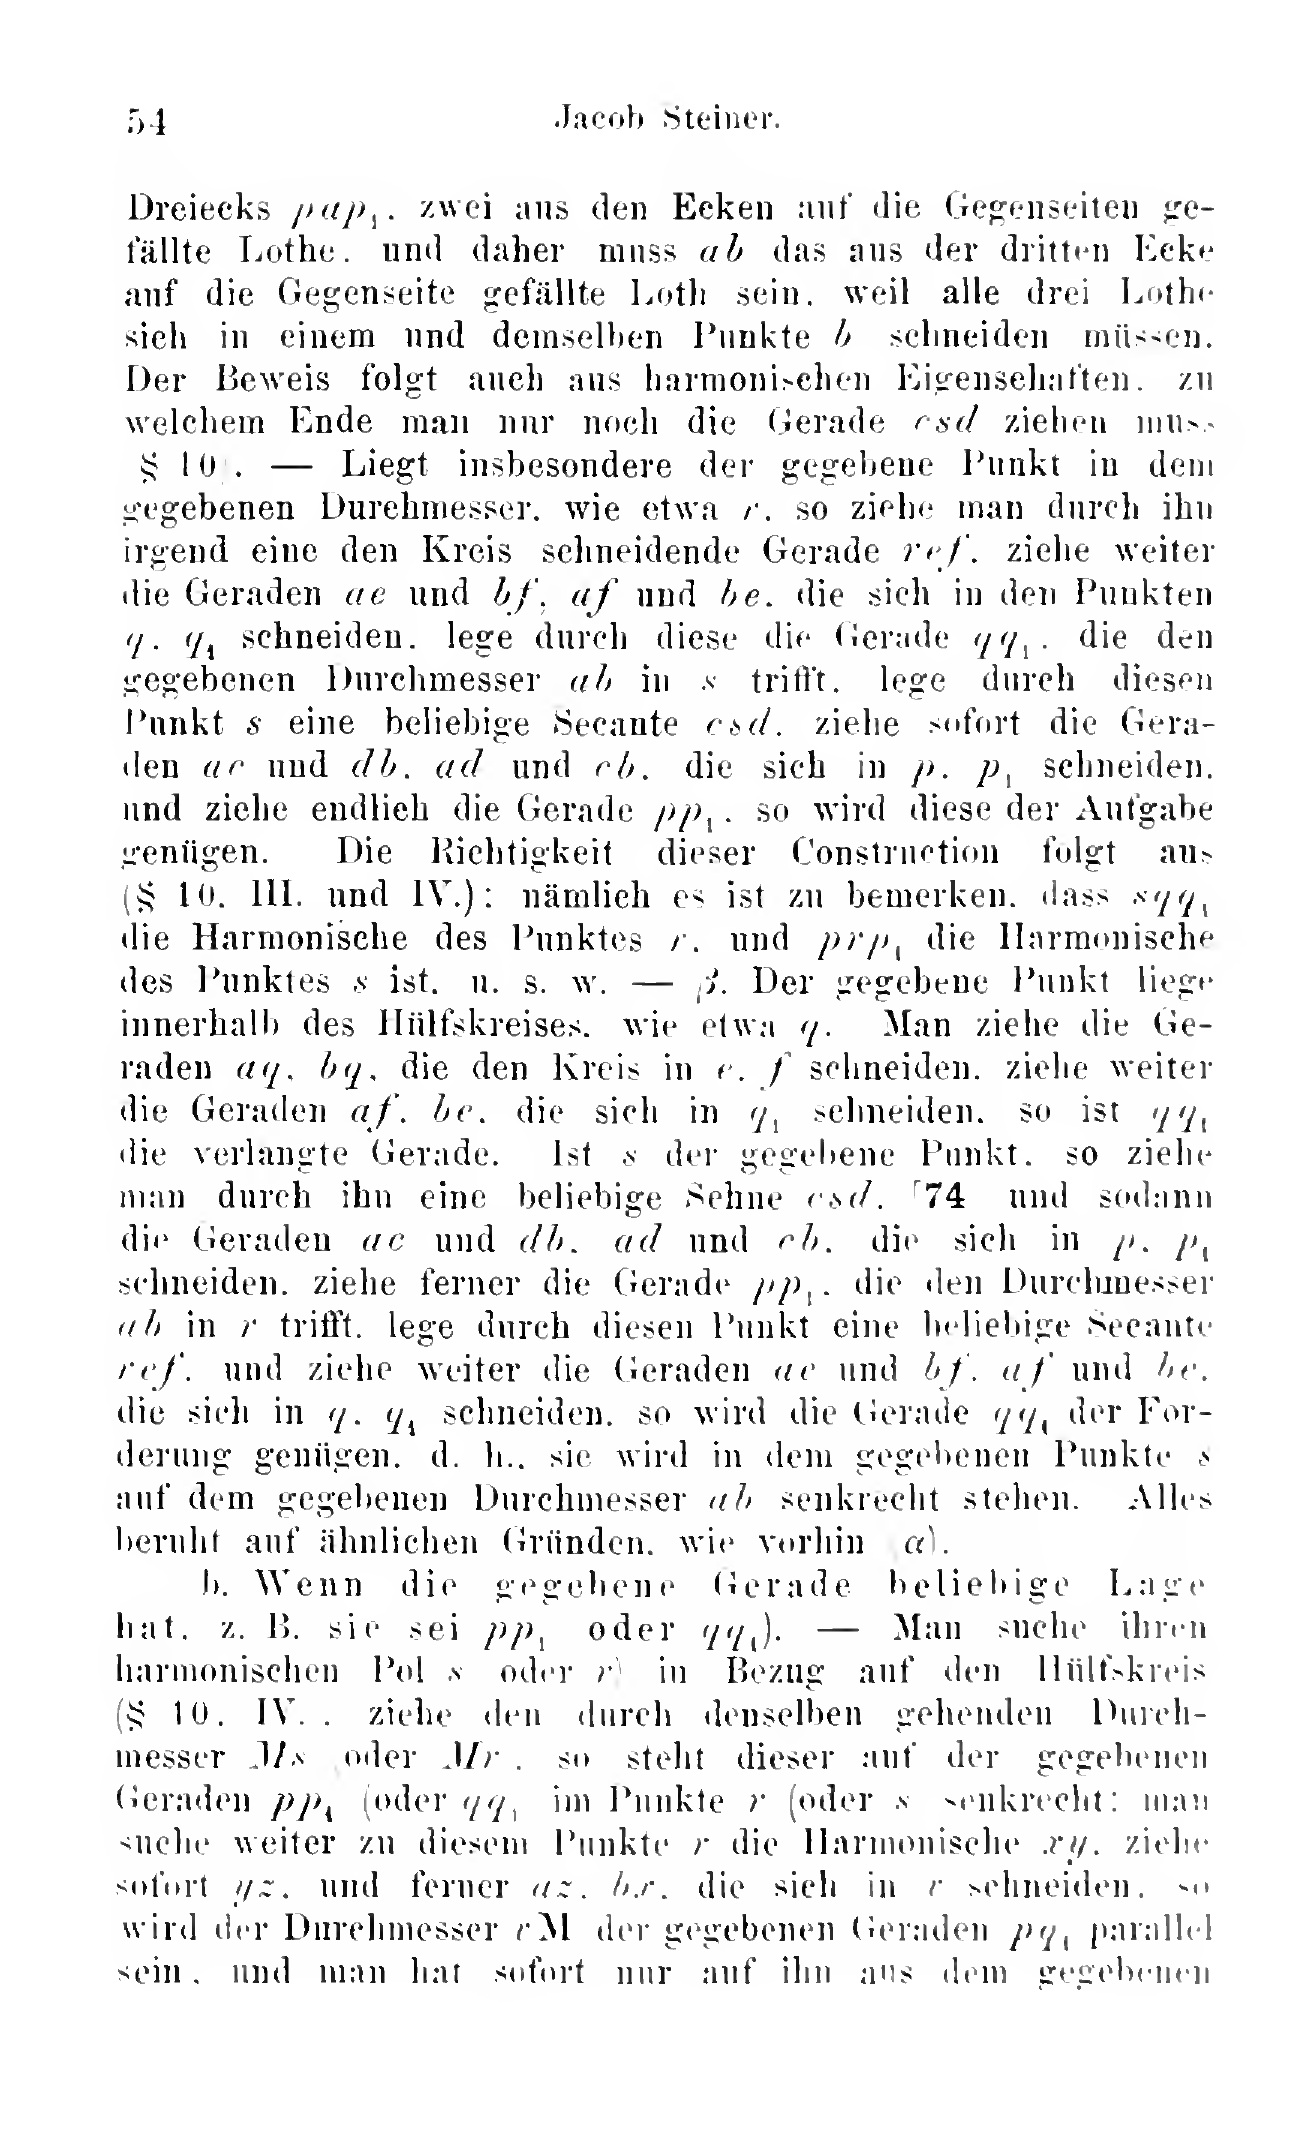 54 Jacob Steiner.
Dreiecks pap₁, zwei aus den Ecken auf die Gegenseiten ge-
fällte Lothe, und daher muss ab das aus der dritten Ecke
auf die Gegenseite gefällte Loth sein, weil alle drei Lothe
sich in einem und demselben Punkte b schneiden müssen.
Der Beweis folgt auch aus harmonischen Eigenschaften, zu
welchem Ende man nur noch die Gerade csd ziehen muss
§ 10). — Liegt insbesondere der gegebene Punkt in dem
gegebenen Durchmesser, wie etwa r, so ziehe man durch ihn
irgend eine den Kreis schneidende Gerade ref, ziehe weiter
die Geraden ae und bf, af und be, die sich in den Punkten
q, q₁ schneiden, lege durch diese die Gerade qq₁, die den
gegebenen Durchmesser ab in s trifft, lege durch diesen
Punkt s eine beliebige Secante csd, ziehe sofort die Gera-
den ac und db, ad und cb, die sich in p, p₁ schneiden,
und ziehe endlich die Gerade pp₁, so wird diese der Aufgabe
genügen. Die Richtigkeit dieser Construction folgt aus
(§ 10, III. und IV.): nämlich es ist zu bemerken, dass sqq₁
die Harmonische des Punktes r, und prp₁ die Harmonische
des Punktes s ist, u. s. w. — β. Der gegebene Punkt liege
innerhalb des Hülfskreises, wie etwa q. Man ziehe die Ge-
raden aq, bq, die den Kreis in e, f schneiden, ziehe weiter
die Geraden af, be, die sich in q₁ schneiden, so ist qq₁
die verlangte Gerade. Ist s der gegebene Punkt, so ziehe
man durch ihn eine beliebige Sehne csd, [74 und sodann
die Geraden ac und db, ad und cb, die sich in p, p₁
schneiden, ziehe ferner die Gerade pp₁, die den Durchmesser
ab in r trifft, lege durch diesen Punkt eine beliebige Secante
ref, und ziehe weiter die Geraden ae und bf, af und be,
die sich in q, q₁ schneiden, so wird die Gerade qq₁ der For-
derung genügen, d. h., sie wird in dem gegebenen Punkte s
auf dem gegebenen Durchmesser ab senkrecht stehen. Alles
beruht auf ähnlichen Gründen, wie vorhin (α).
b. Wenn die gegebene Gerade beliebige Lage
hat, z. B. sie sei pp₁ oder qq₁). — Man suche ihren
harmonischen Pol s oder r) in Bezug auf den Hülfskreis
(§ 10, IV.), ziehe den durch denselben gehenden Durch-
messer Ms (oder Mr), so steht dieser auf der gegebenen
Geraden pp₁ (oder qq₁) im Punkte r (oder s) senkrecht; man
suche weiter zu diesem Punkte r die Harmonische xy, ziehe
sofort yz, und ferner az, bx, die sich in r schneiden, so
wird der Durchmesser rM der gegebenen Geraden pq₁ parallel
sein, und man hat sofort nur auf ihn aus dem gegebenen